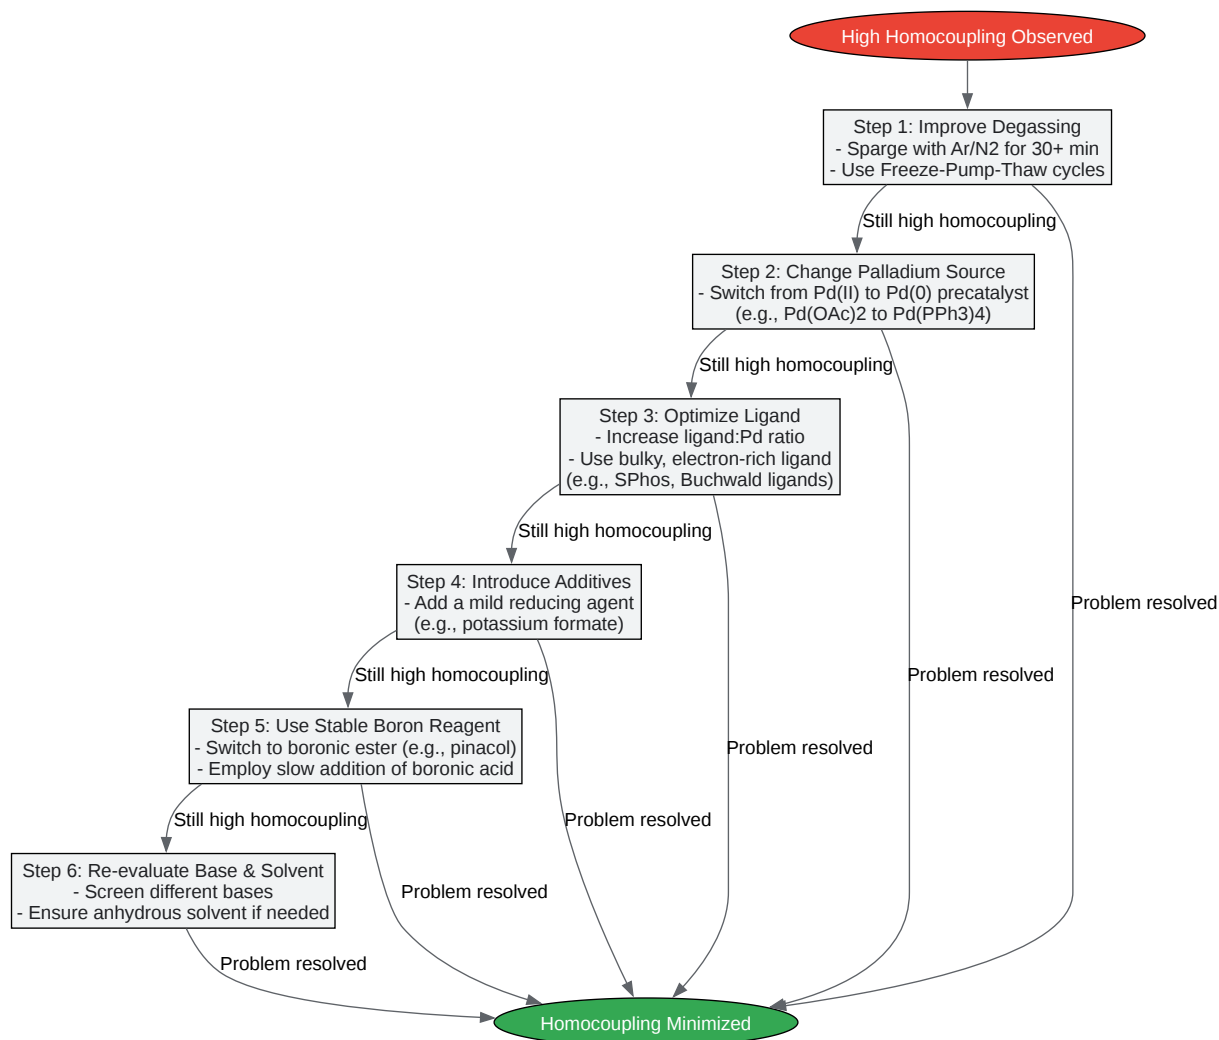 High Homocoupling Observed
Step 1: Improve Degassing
- Sparge with Ar/N2 for 30+ min
- Use Freeze-Pump-Thaw cycles
Still high homocoupling
Step 2: Change Palladium Source
- Switch from Pd(II) to Pd(0) precatalyst
(e.g., Pd(OAc)2 to Pd(PPh3)4)
Still high homocoupling
Step 3: Optimize Ligand
- Increase ligand:Pd ratio
- Use bulky, electron-rich ligand
(e.g., SPhos, Buchwald ligands)
Still high homocoupling
Step 4: Introduce Additives
- Add a mild reducing agent
(e.g., potassium formate)
Problem resolved
Still high homocoupling
Problem resolved
Step 5: Use Stable Boron Reagent
- Switch to boronic ester (e.g., pinacol)
- Employ slow addition of boronic acid
Problem resolved
Still high homocoupling
Problem resolved
Step 6: Re-evaluate Base & Solvent
- Screen different bases
- Ensure anhydrous solvent if needed
Problem resolved
Problem resolved
Homocoupling Minimized